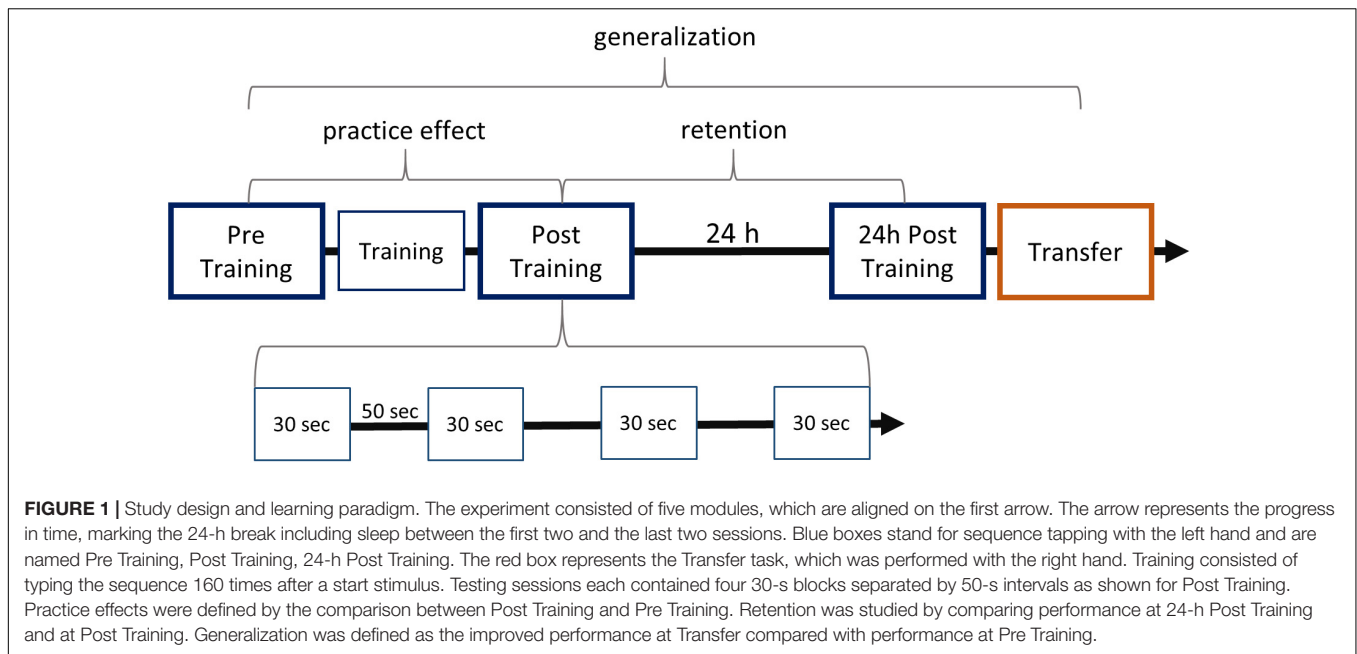 generalization
practice effect
retention
Pre
Training
Training
Post
Training
24 h
24h Post
Training
Transfer
30 sec
50 sec
30 sec
30 sec
30 sec
FIGURE 1 | Study design and learning paradigm. The experiment consisted of five modules, which are aligned on the first arrow. The arrow represents the progress
in time, marking the 24-h break including sleep between the first two and the last two sessions. Blue boxes stand for sequence tapping with the left hand and are
named Pre Training, Post Training, 24-h Post Training. The red box represents the Transfer task, which was performed with the right hand. Training consisted of
typing the sequence 160 times after a start stimulus. Testing sessions each contained four 30-s blocks separated by 50-s intervals as shown for Post Training.
Practice effects were defined by the comparison between Post Training and Pre Training. Retention was studied by comparing performance at 24-h Post Training
and at Post Training. Generalization was defined as the improved performance at Transfer compared with performance at Pre Training.